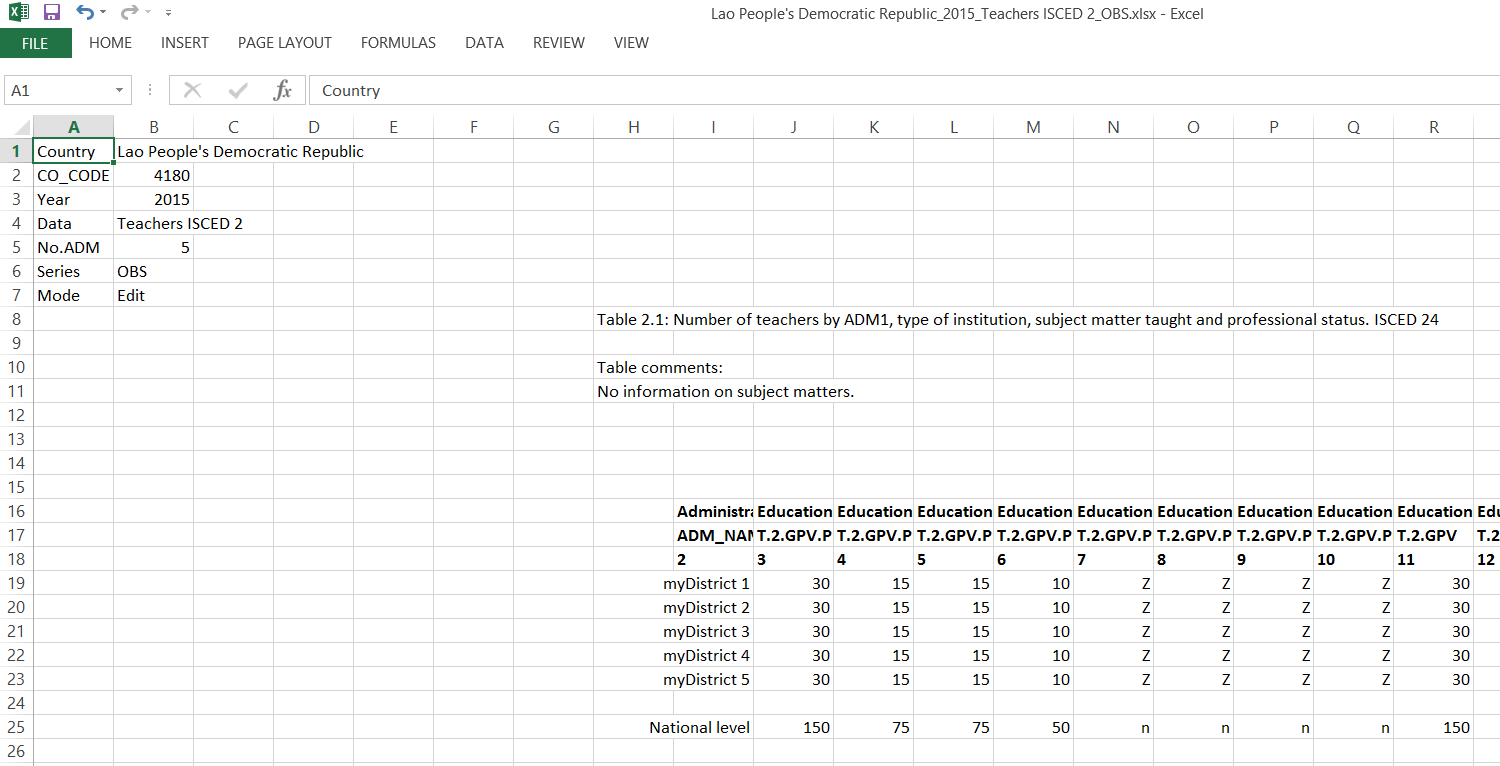 Lao People's Democratic Republic_2015_Teachers ISCED 2_OBS.xlsx - Excel
FILE HOME INSERT PAGE LAYOUT FORMULAS DATA REVIEW VIEW
A1 fx Country
A B C D E F G H I J K L M N O P Q R
1 Country Lao People's Democratic Republic
2 CO_CODE 4180
3 Year 2015
4 Data Teachers ISCED 2
5 No.ADM 5
6 Series OBS
7 Mode Edit
8 Table 2.1: Number of teachers by ADM1, type of institution, subject matter taught and professional status. ISCED 24
9
10 Table comments:
11 No information on subject matters.
12
13
14
15
16 Administra Education Education Education Education Education Education Education Education Education Edu
17 ADM_NAM T.2.GPV.P T.2.GPV.P T.2.GPV.P T.2.GPV.P T.2.GPV.P T.2.GPV.P T.2.GPV.P T.2.GPV.P T.2.GPV T.2
18 2 3 4 5 6 7 8 9 10 11 12
19 myDistrict 1 30 15 15 10 Z Z Z Z 30
20 myDistrict 2 30 15 15 10 Z Z Z Z 30
21 myDistrict 3 30 15 15 10 Z Z Z Z 30
22 myDistrict 4 30 15 15 10 Z Z Z Z 30
23 myDistrict 5 30 15 15 10 Z Z Z Z 30
24
25 National level 150 75 75 50 n n n n 150
26